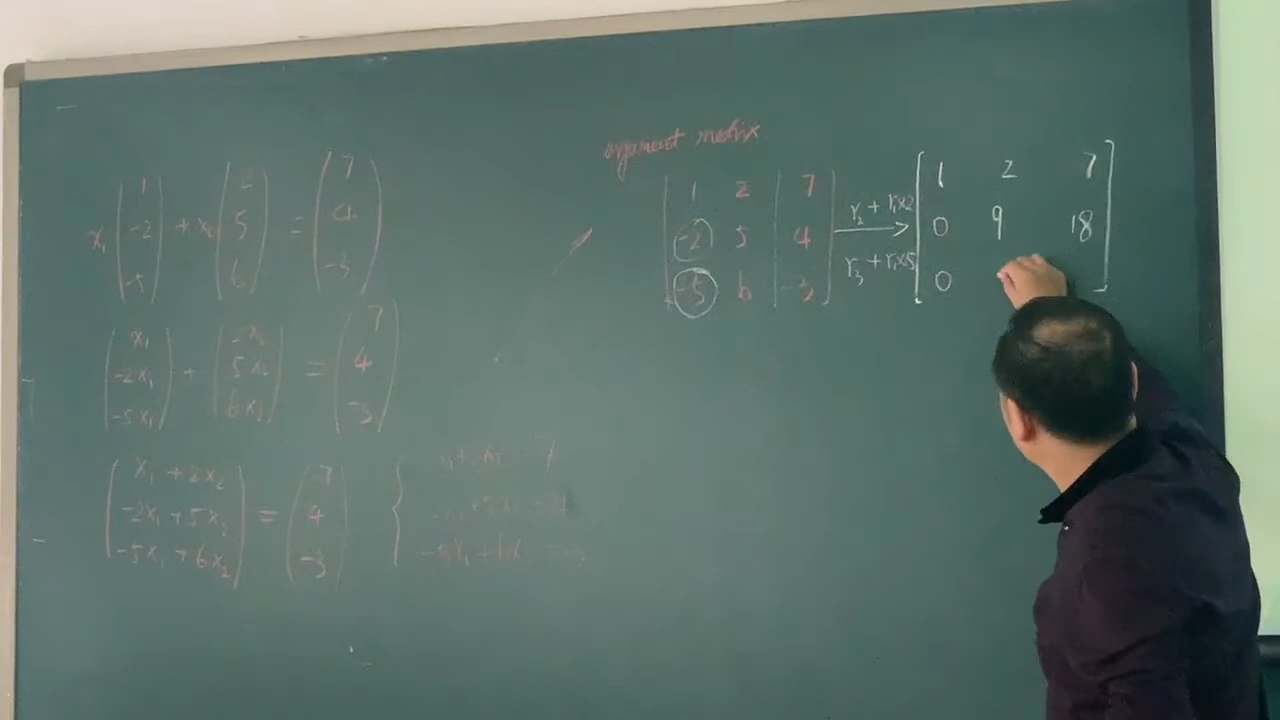 x₁ (1 -2 -5) + x₂ (2 5 6) = (7 4 -3)
(x₁ -2x₁ -5x₁) + (2x₂ 5x₂ 6x₂) = (7 4 -3)
(x₁ + 2x₂ -2x₁ + 5x₂ -5x₁ + 6x₂) = (7 4 -3) {
matrix
[1 2 | 7
-2 5 | 4
-5 6 | -3]
r₂ + r₁×2
r₃ + r₁×5
[1 2 7
0 9 18
0 ]